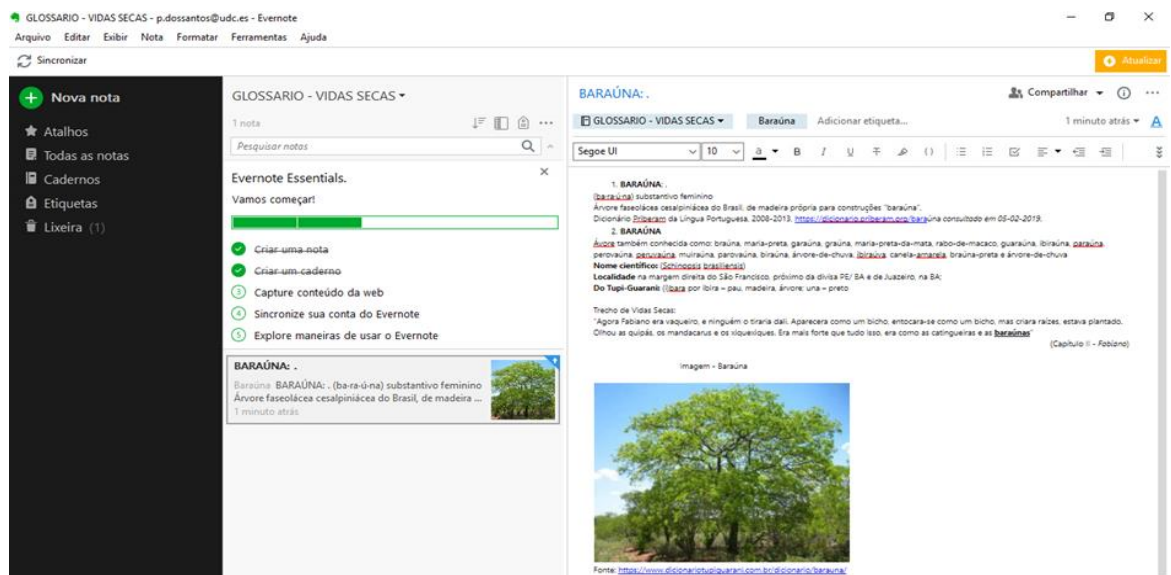 GLOSSARIO - VIDAS SECAS - p.dossantos@udc.es - Evernote
Arquivo Editar Exibir Nota Formatar Ferramentas Ajuda
Sincronizar
Atualizar
Nova nota
Atalhos
Todas as notas
Cadernos
Etiquetas
Lixeira (1)
GLOSSARIO - VIDAS SECAS
1 nota
Pesquisar notas
Evernote Essentials.
Vamos começar!
Criar uma nota
Criar um caderno
3 Capture conteúdo da web
4 Sincronize sua conta do Evernote
5 Explore maneiras de usar o Evernote
BARAÚNA: .
Baraúna BARAÚNA: . (ba-ra-ú-na) substantivo feminino
Árvore faseolácea cesalpiniácea do Brasil, de madeira ...
1 minuto atrás
BARAÚNA: .
Compartilhar
GLOSSARIO - VIDAS SECAS Baraúna Adicionar etiqueta...
1 minuto atrás
Segoe UI 10 a B I U
1. BARAÚNA: .
(ba-ra-ú-na) substantivo feminino
Árvore faseolácea cesalpiniácea do Brasil, de madeira própria para construções "baraúna".
Dicionário Priberam da Língua Portuguesa, 2008-2013, https://dicionario.priberam.org/baraúna consultado em 05-02-2019.
2. BARAÚNA
Ávore também conhecida como: braúna, maria-preta, garaúna, graúna, maria-preta-da-mata, rabo-de-macaco, guaraúna, ibiraúna, paraúna,
perovaúna, peruvaúna, muiraúna, parovaúna, biraúna, árvore-de-chuva, ibiraúva, canela-amarela, braúna-preta e árvore-de-chuva
Nome científico: (Schinopsis brasiliensis)
Localidade na margem direita do São Francisco, próximo da divisa PE/ BA e de Juazeiro, na BA;
Do Tupi-Guarani: (I)bara por ibira – pau, madeira, árvore; una – preto
Trecho de Vidas Secas:
"Agora Fabiano era vaqueiro, e ninguém o tiraria dali. Aparecera como um bicho, entocara-se como um bicho, mas criara raízes, estava plantado.
Olhou as quipás, os mandacarus e os xiquexiques. Era mais forte que tudo isso, era como as catingueiras e as baraúnas"
(Capítulo II – Fabiano)
Imagem - Baraúna
Fonte: https://www.dicionariotupiguarani.com.br/dicionario/barauna/